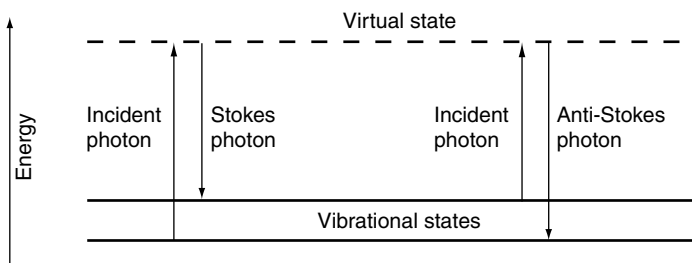 Virtual state
Energy
Incident
photon
Stokes
photon
Incident
photon
Anti-Stokes
photon
Vibrational states